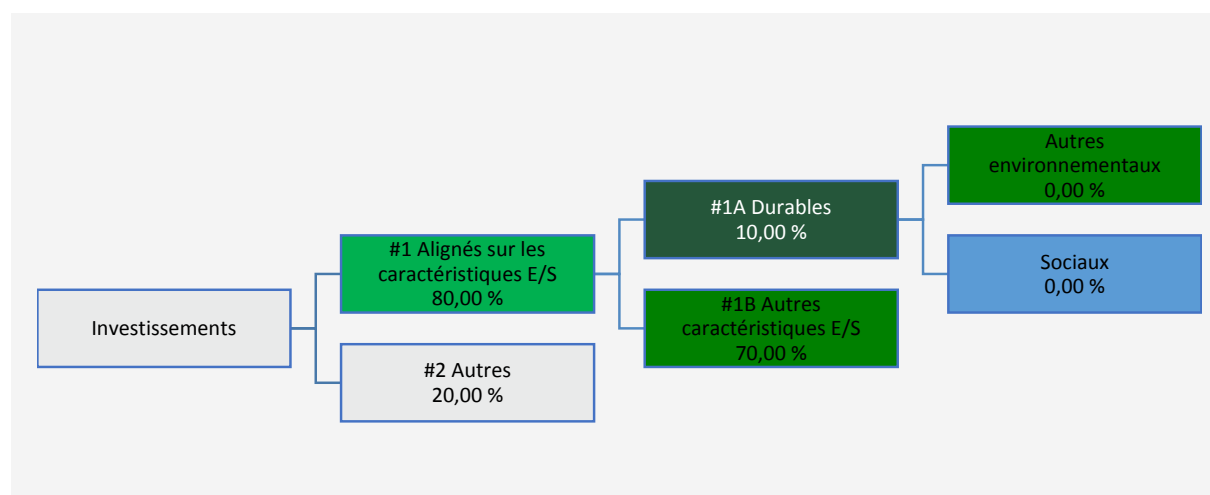 Investissements
#1 Alignés sur les
caractéristiques E/S
80,00 %
#2 Autres
20,00 %
#1A Durables
10,00 %
#1B Autres
caractéristiques E/S
70,00 %
Autres
environnementaux
0,00 %
Sociaux
0,00 %